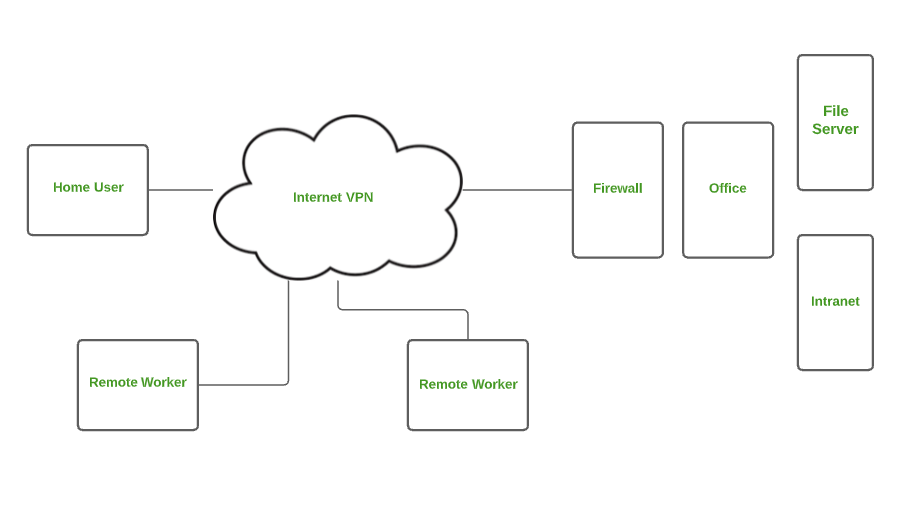 File
Server
Home User
Internet VPN
Firewall
Office
Intranet
Remote Worker
Remote Worker